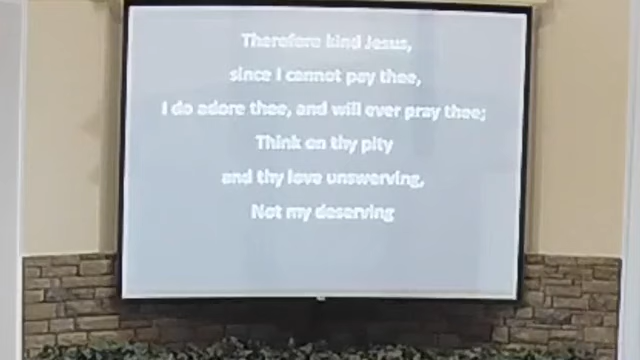 Therefore kind Jesus,
since I cannot pay thee,
I do adore thee, and will ever pray thee;
Think on thy pity
and thy love unswerving,
Not my deserving